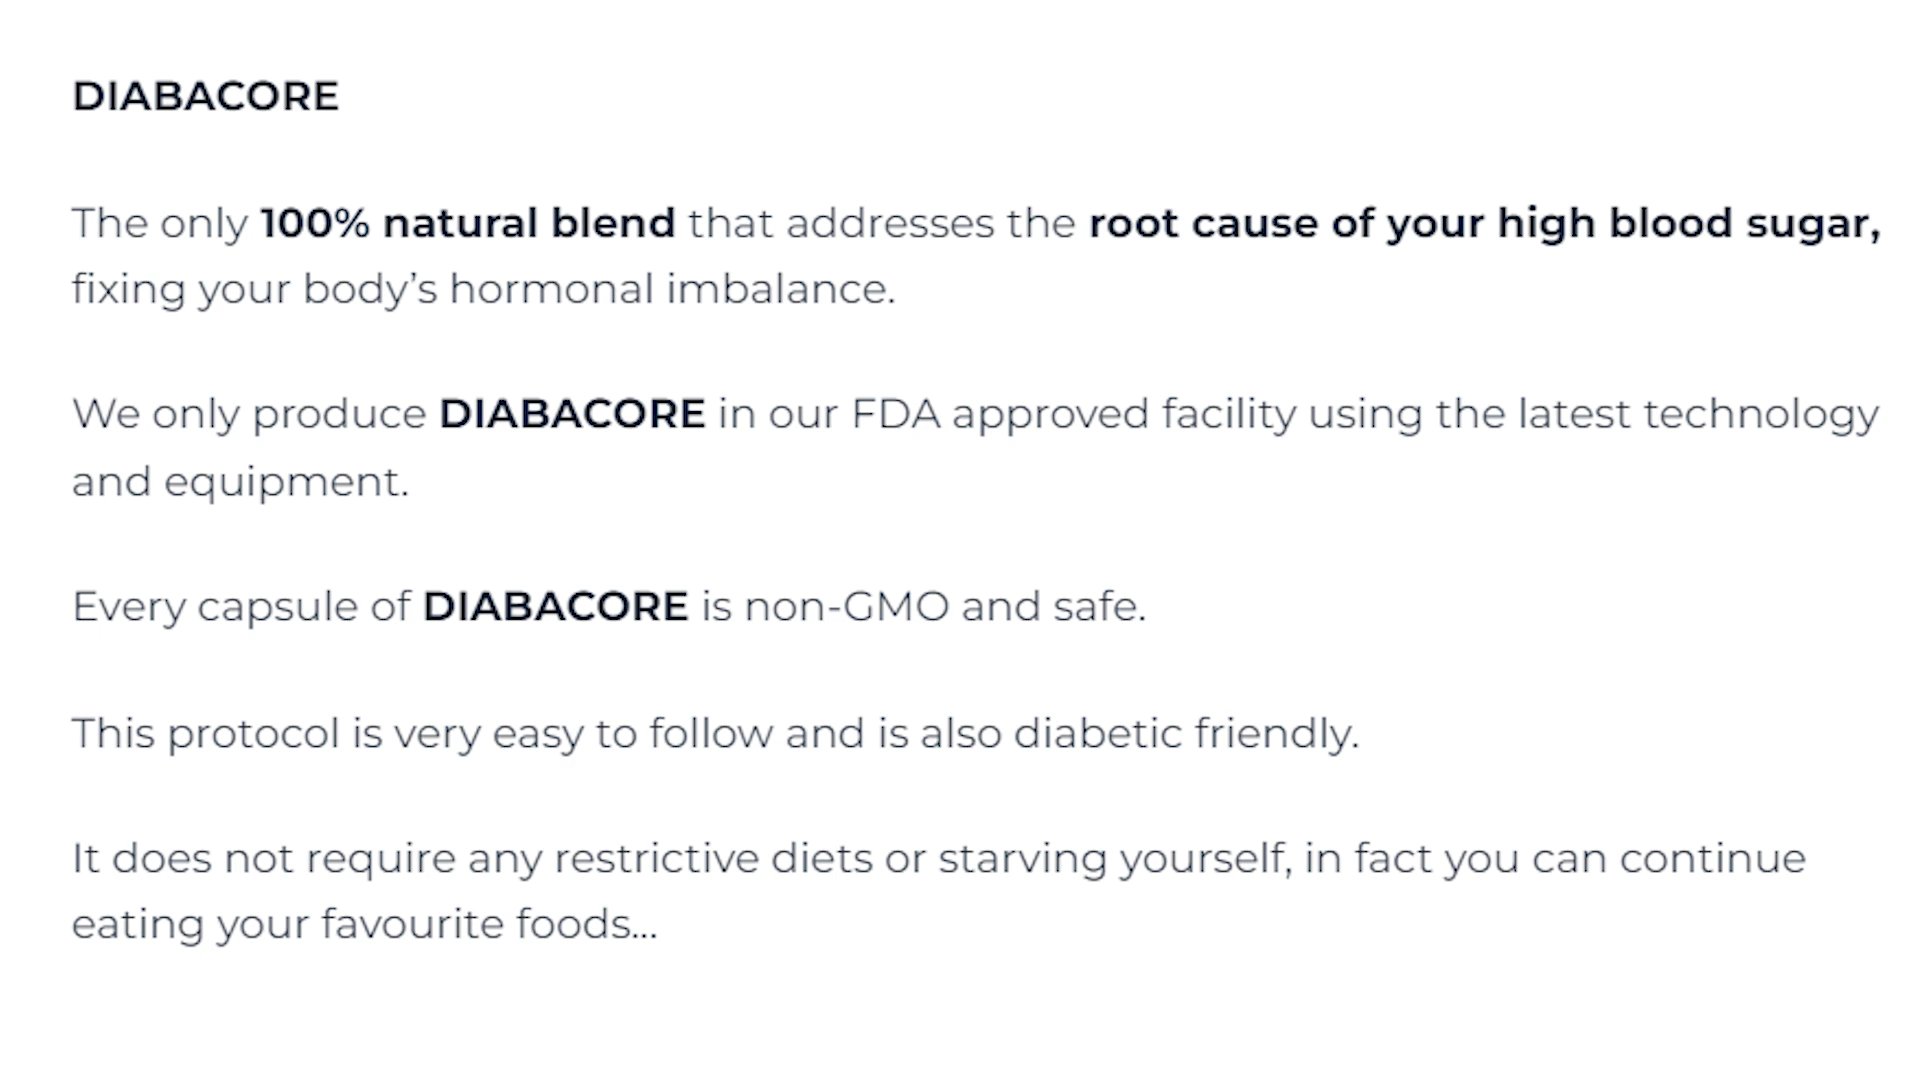 DIABACORE
The only 100% natural blend that addresses the root cause of your high blood sugar,
fixing your body’s hormonal imbalance.
We only produce DIABACORE in our FDA approved facility using the latest technology
and equipment.
Every capsule of DIABACORE is non-GMO and safe.
This protocol is very easy to follow and is also diabetic friendly.
It does not require any restrictive diets or starving yourself, in fact you can continue
eating your favourite foods...